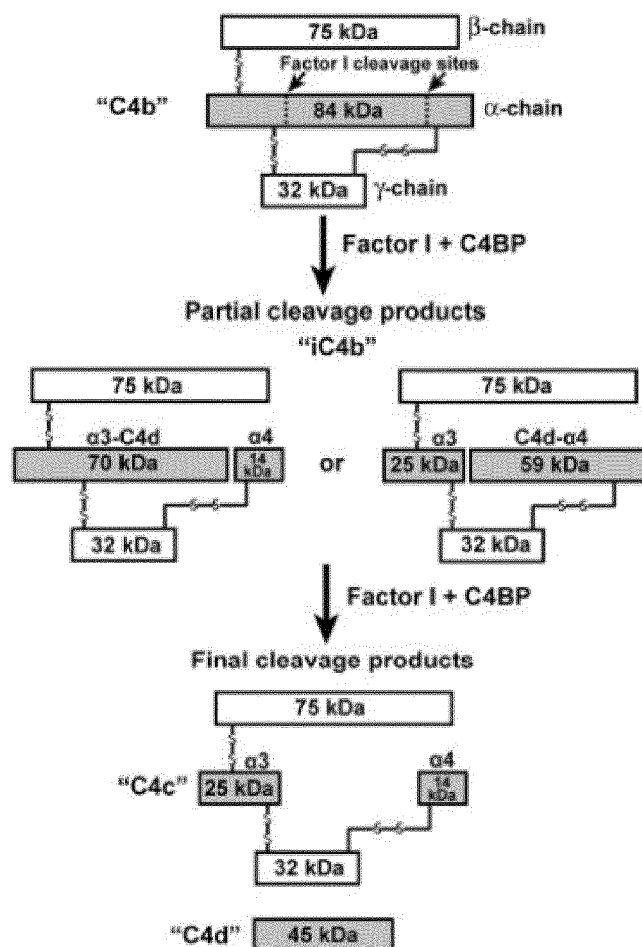 75 kDa β-chain
Factor I cleavage sites
"C4b" 84 kDa α-chain
32 kDa γ-chain
Factor I + C4BP
Partial cleavage products
"iC4b"
75 kDa 75 kDa
α3-C4d α4 α3 C4d-α4
70 kDa 14 kDa or 25 kDa 59 kDa
32 kDa 32 kDa
Factor I + C4BP
Final cleavage products
75 kDa
α3 α4
"C4c" 25 kDa 14 kDa
32 kDa
"C4d" 45 kDa